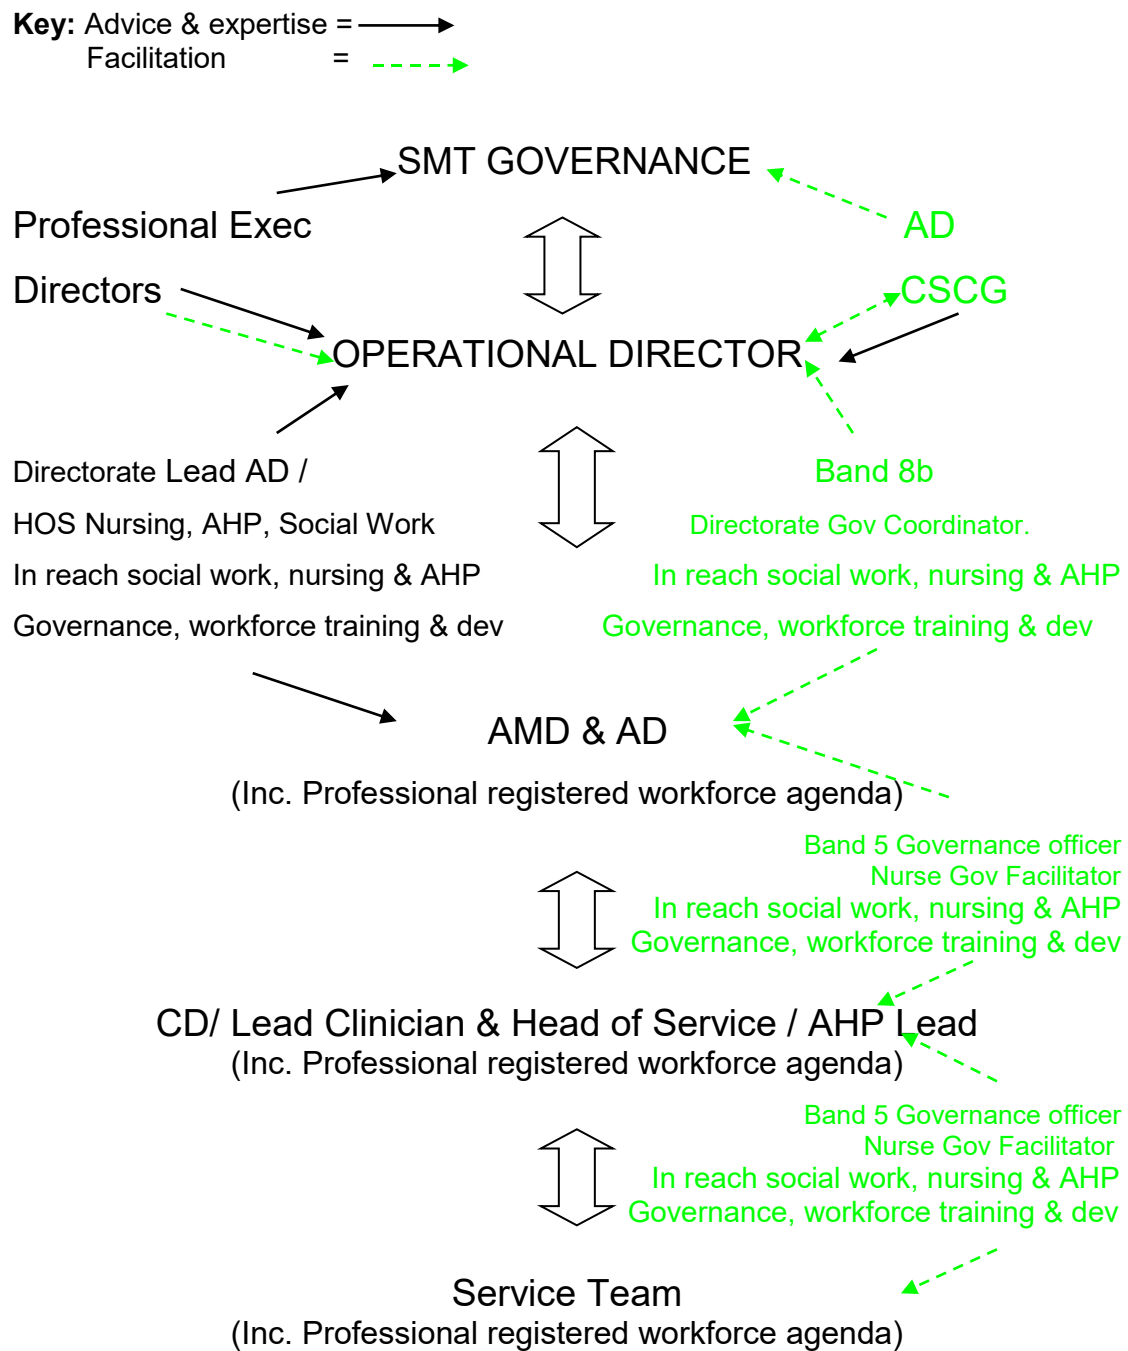 Key: Advice & expertise =
Facilitation =
SMT GOVERNANCE
Professional Exec AD
Directors CSCG
OPERATIONAL DIRECTOR
Directorate Lead AD / Band 8b
HOS Nursing, AHP, Social Work Directorate Gov Coordinator.
In reach social work, nursing & AHP In reach social work, nursing & AHP
Governance, workforce training & dev Governance, workforce training & dev
AMD & AD
(Inc. Professional registered workforce agenda)
Band 5 Governance officer
Nurse Gov Facilitator
In reach social work, nursing & AHP
Governance, workforce training & dev
CD/ Lead Clinician & Head of Service / AHP Lead
(Inc. Professional registered workforce agenda)
Band 5 Governance officer
Nurse Gov Facilitator
In reach social work, nursing & AHP
Governance, workforce training & dev
Service Team
(Inc. Professional registered workforce agenda)